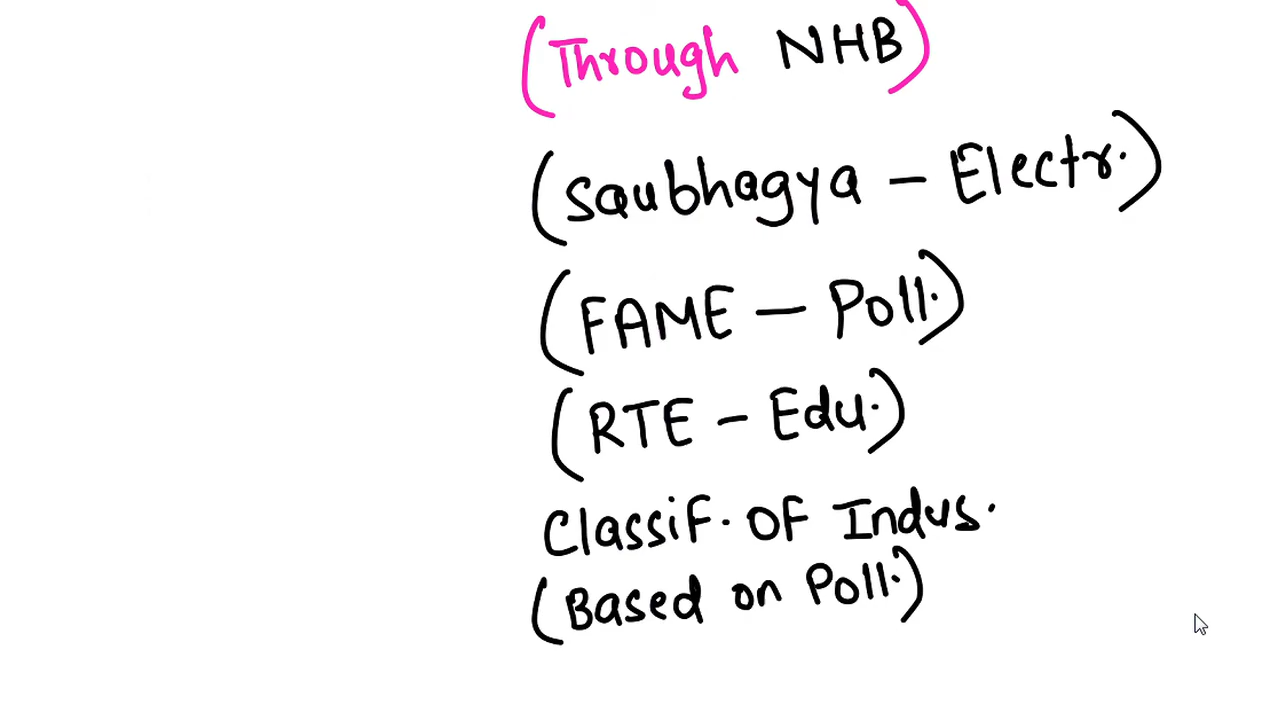 (Through NHB)
(Saubhagya - Electr.)
(FAME - Poll.)
(RTE - Edu.)
Classif. OF Indus.
(Based on Poll.)